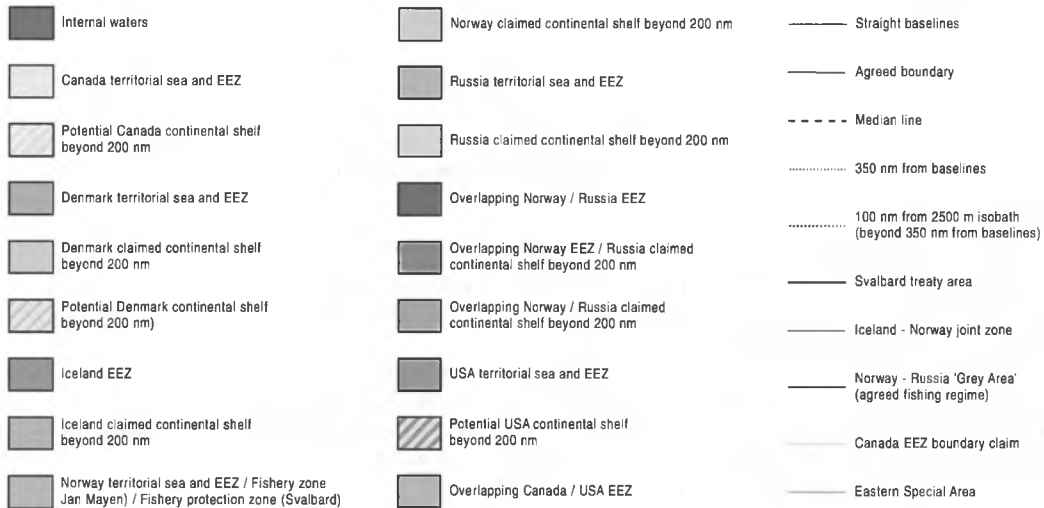 Internal waters
Canada territorial sea and EEZ
Potential Canada continental shelf
beyond 200 nm
Denmark territorial sea and EEZ
Denmark claimed continental shelf
beyond 200 nm
Potential Denmark continental shelf
beyond 200 nm)
Iceland EEZ
Iceland claimed continental shelf
beyond 200 nm
Norway territorial sea and EEZ / Fishery zone
Jan Mayen) / Fishery protection zone (Svalbard)
Norway claimed continental shelf beyond 200 nm
Russia territorial sea and EEZ
Russia claimed continental shelf beyond 200 nm
Overlapping Norway / Russia EEZ
Overlapping Norway EEZ / Russia claimed
continental shelf beyond 200 nm
Overlapping Norway / Russia claimed
continental shelf beyond 200 nm
USA territorial sea and EEZ
Potential USA continental shelf
beyond 200 nm
Overlapping Canada / USA EEZ
Straight baselines
Agreed boundary
Median line
350 nm from baselines
100 nm from 2500 m isobath
(beyond 350 nm from baselines)
Svalbard treaty area
Iceland - Norway joint zone
Norway - Russia 'Grey Area'
(agreed fishing regime)
Canada EEZ boundary claim
Eastern Special Area